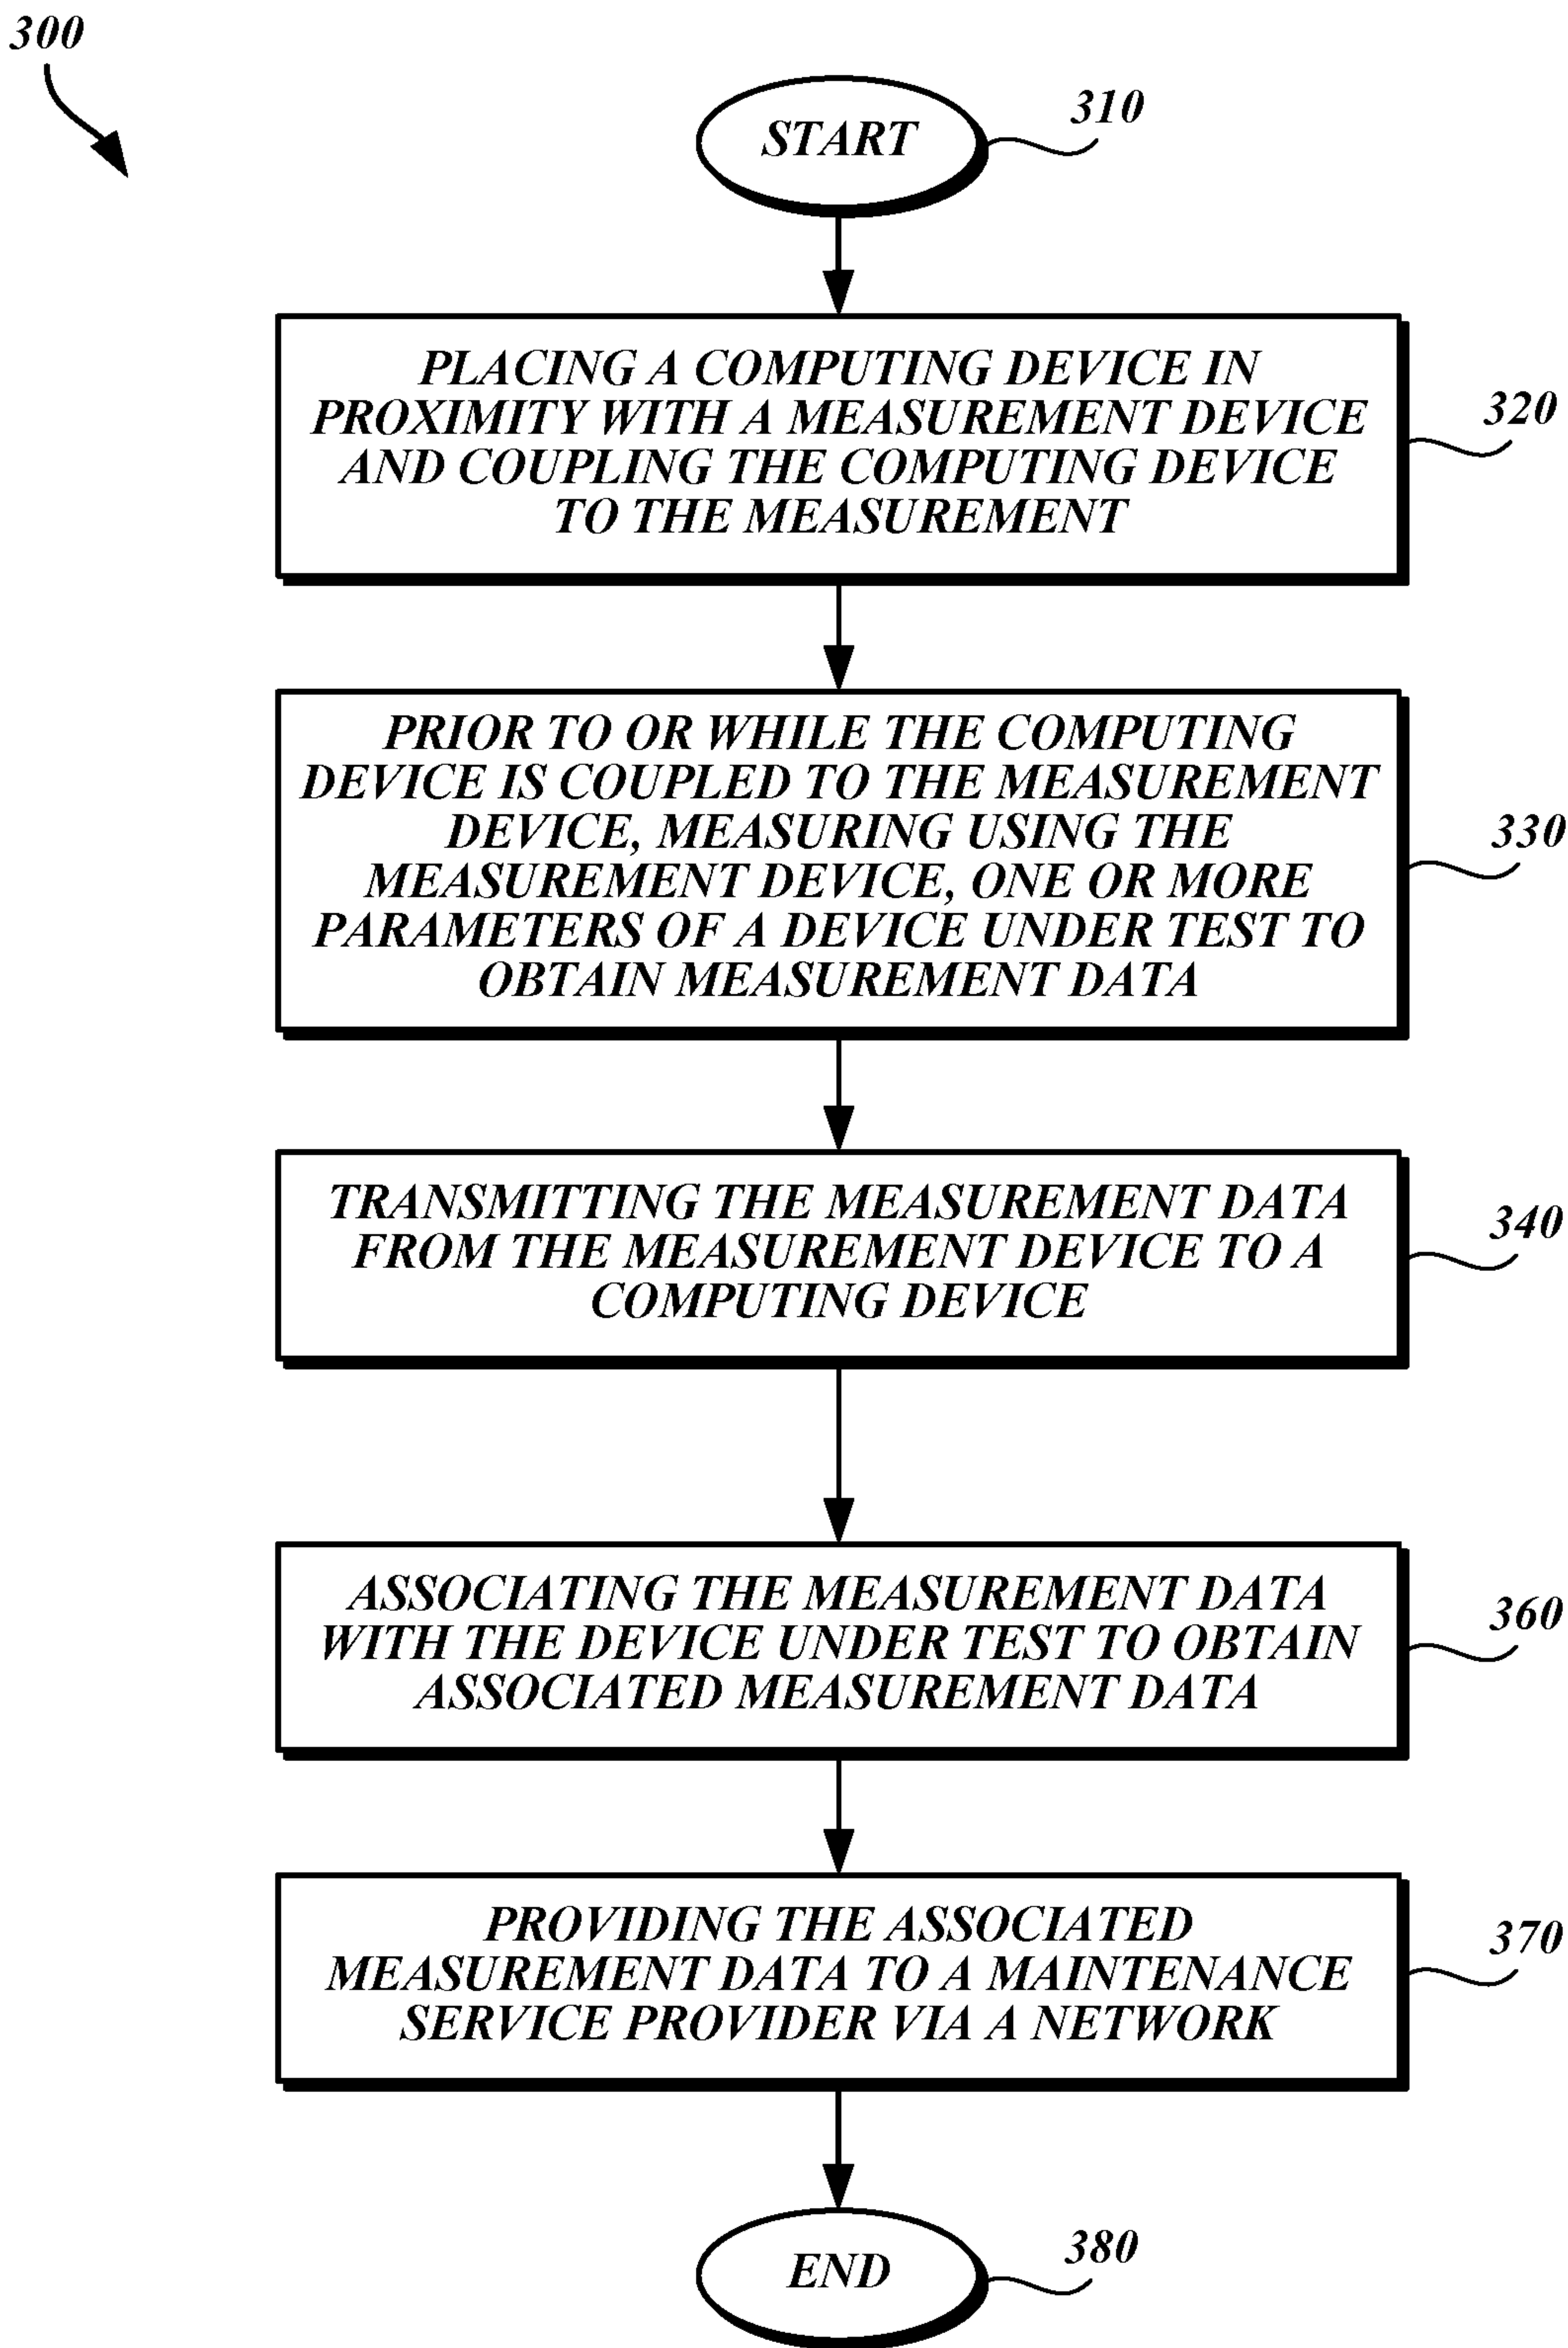 300
START
310
PLACING A COMPUTING DEVICE IN
PROXIMITY WITH A MEASUREMENT DEVICE
AND COUPLING THE COMPUTING DEVICE
TO THE MEASUREMENT
320
PRIOR TO OR WHILE THE COMPUTING
DEVICE IS COUPLED TO THE MEASUREMENT
DEVICE, MEASURING USING THE
MEASUREMENT DEVICE, ONE OR MORE
PARAMETERS OF A DEVICE UNDER TEST TO
OBTAIN MEASUREMENT DATA
330
TRANSMITTING THE MEASUREMENT DATA
FROM THE MEASUREMENT DEVICE TO A
COMPUTING DEVICE
340
ASSOCIATING THE MEASUREMENT DATA
WITH THE DEVICE UNDER TEST TO OBTAIN
ASSOCIATED MEASUREMENT DATA
360
PROVIDING THE ASSOCIATED
MEASUREMENT DATA TO A MAINTENANCE
SERVICE PROVIDER VIA A NETWORK
370
END
380